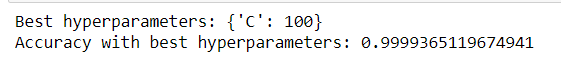 Best hyperparameters: {'C': 100}
Accuracy with best hyperparameters: 0.9999365119674941